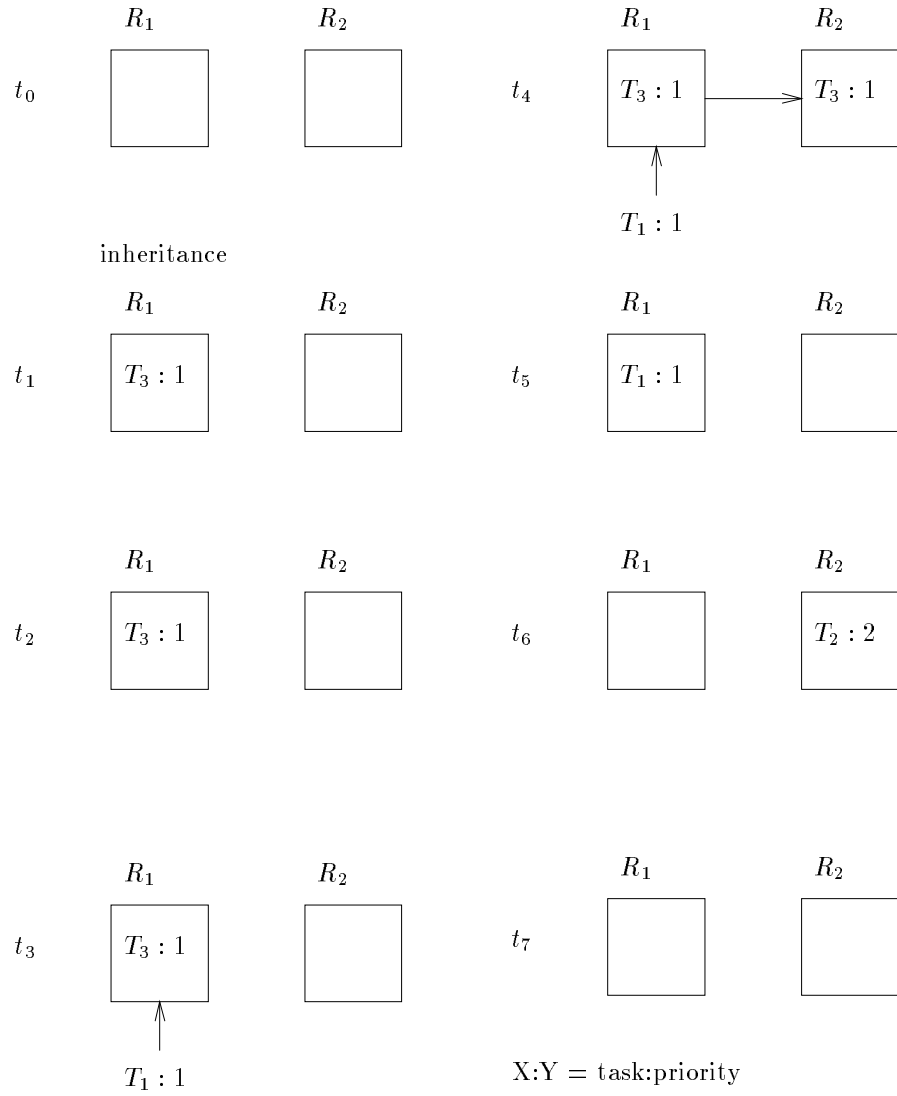 R1 R2
t0
inheritance
R1 R2
t1 T3 : 1
R1 R2
t2 T3 : 1
R1 R2
t3 T3 : 1
T1 : 1
R1 R2
t4 T3 : 1 T3 : 1
T1 : 1
R1 R2
t5 T1 : 1
R1 R2
t6 T2 : 2
R1 R2
t7
X:Y = task:priority